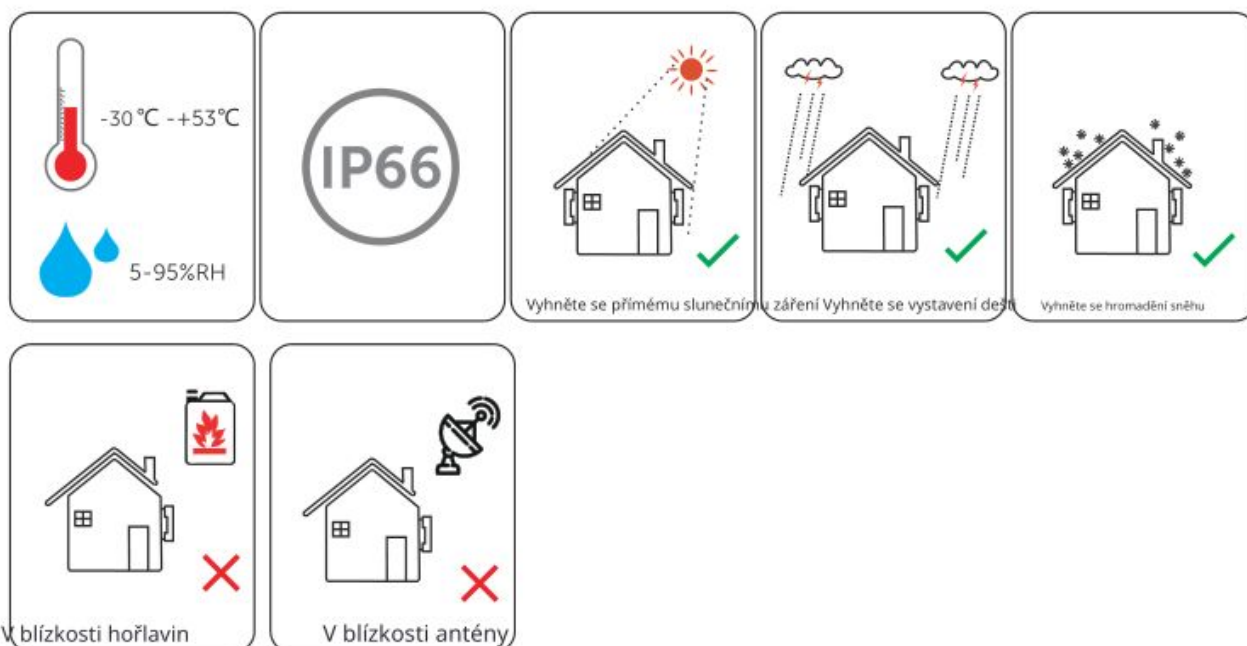 -30℃ -+53℃
5-95%RH
IP66
Vyhněte se přímému slunečnímu záření Vyhněte se vystavení dešti
Vyhněte se hromadění sněhu
V blízkosti hořlavin
V blízkosti antény